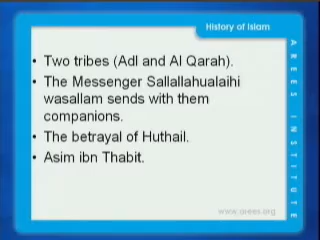 History of Islam
• Two tribes (Adl and Al Qarah).
• The Messenger Sallallahualaihi
wasallam sends with them
companions.
• The betrayal of Huthail.
• Asim ibn Thabit.
AREES INSTITUTE
www.arees.org